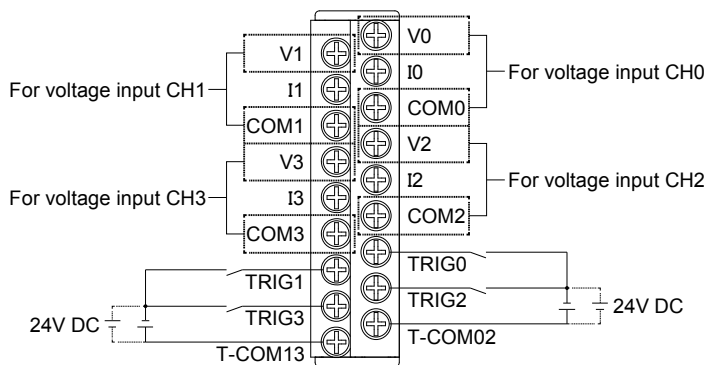 V1
I1
COM1
V3
I3
COM3
TRIG1
TRIG3
T-COM13
For voltage input CH1
For voltage input CH3
24V DC
V0
I0
COM0
V2
I2
COM2
TRIG0
TRIG2
T-COM02
For voltage input CH0
For voltage input CH2
24V DC